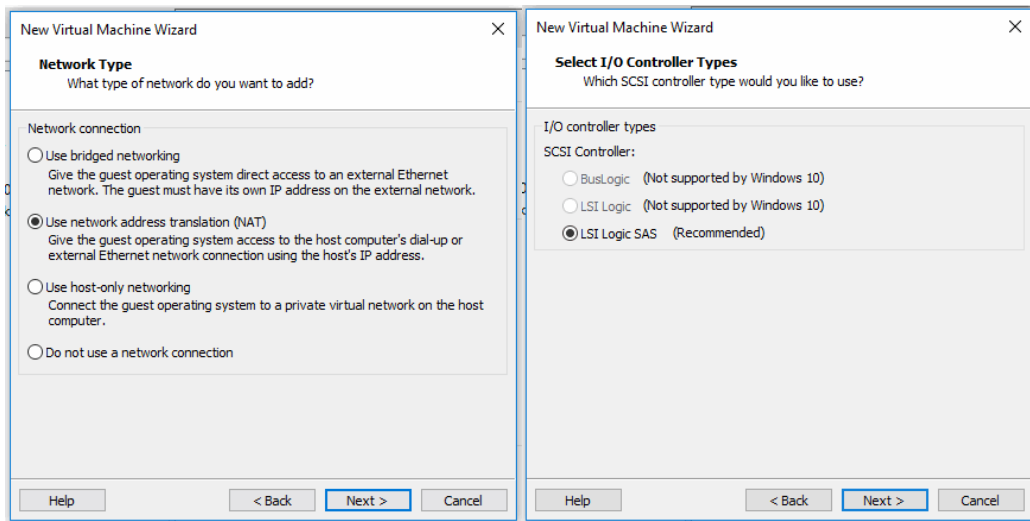 New Virtual Machine Wizard
Network Type
What type of network do you want to add?
Network connection
Use bridged networking
Give the guest operating system direct access to an external Ethernet
network. The guest must have its own IP address on the external network.
Use network address translation (NAT)
Give the guest operating system access to the host computer's dial-up or
external Ethernet network connection using the host's IP address.
Use host-only networking
Connect the guest operating system to a private virtual network on the host
computer.
Do not use a network connection
Help
< Back
Next >
Cancel
New Virtual Machine Wizard
Select I/O Controller Types
Which SCSI controller type would you like to use?
I/O controller types
SCSI Controller:
BusLogic (Not supported by Windows 10)
LSI Logic (Not supported by Windows 10)
LSI Logic SAS (Recommended)
Help
< Back
Next >
Cancel